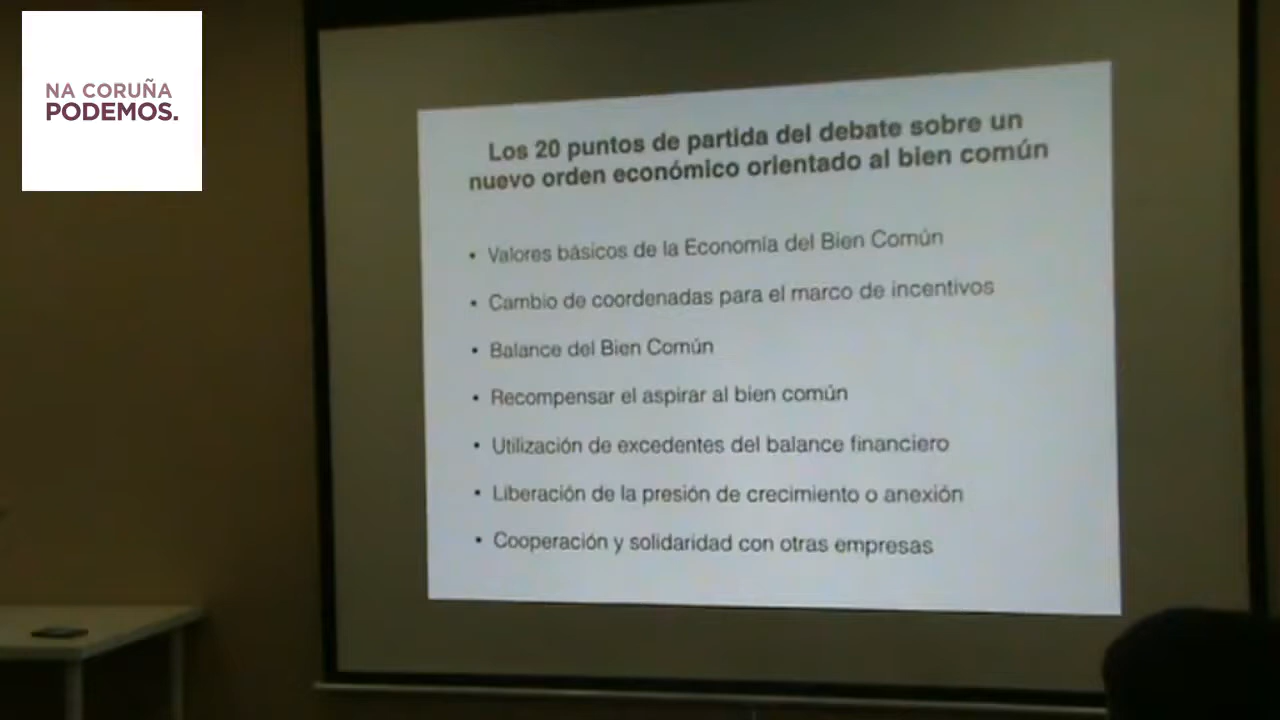 NA CORUÑA
PODEMOS.
Los 20 puntos de partida del debate sobre un
nuevo orden económico orientado al bien común
• Valores básicos de la Economía del Bien Común
• Cambio de coordenadas para el marco de incentivos
• Balance del Bien Común
• Recompensar el aspirar al bien común
• Utilización de excedentes del balance financiero
• Liberación de la presión de crecimiento o anexión
• Cooperación y solidaridad con otras empresas